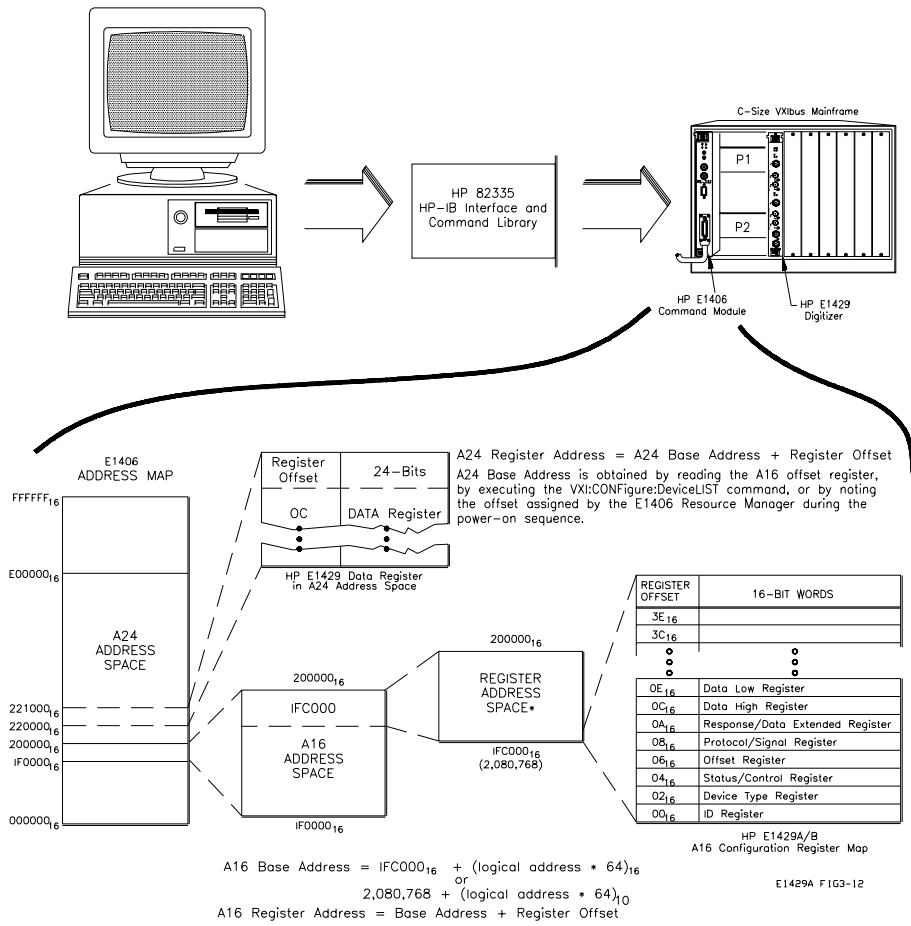 C-Size VXIbus Mainframe
P1
P2
HP 82335
HP-IB Interface and
Command Library
HP E1406
Command Module
HP E1429
Digitizer
E1406
ADDRESS MAP
FFFFFF16
E0000016
A24
ADDRESS
SPACE
22100016
22000016
20000016
IF000016
00000016
Register
Offset
24-Bits
OC
DATA Register
HP E1429 Data Register
in A24 Address Space
A24 Register Address = A24 Base Address + Register Offset
A24 Base Address is obtained by reading the A16 offset register,
by executing the VXI:CONFigure:DeviceLIST command, or by noting
the offset assigned by the E1406 Resource Manager during the
power-on sequence.
20000016
IFC000
A16
ADDRESS
SPACE
IF000016
20000016
REGISTER
ADDRESS
SPACE*
IFC00016
(2,080,768)
REGISTER
OFFSET
16-BIT WORDS
3E16
3C16
0E16 Data Low Register
0C16 Data High Register
0A16 Response/Data Extended Register
0816 Protocol/Signal Register
0616 Offset Register
0416 Status/Control Register
0216 Device Type Register
0016 ID Register
HP E1429A/B
A16 Configuration Register Map
A16 Base Address = IFC00016 + (logical address * 64)16
or
2,080,768 + (logical address * 64)10
A16 Register Address = Base Address + Register Offset
E1429A FIG3-12